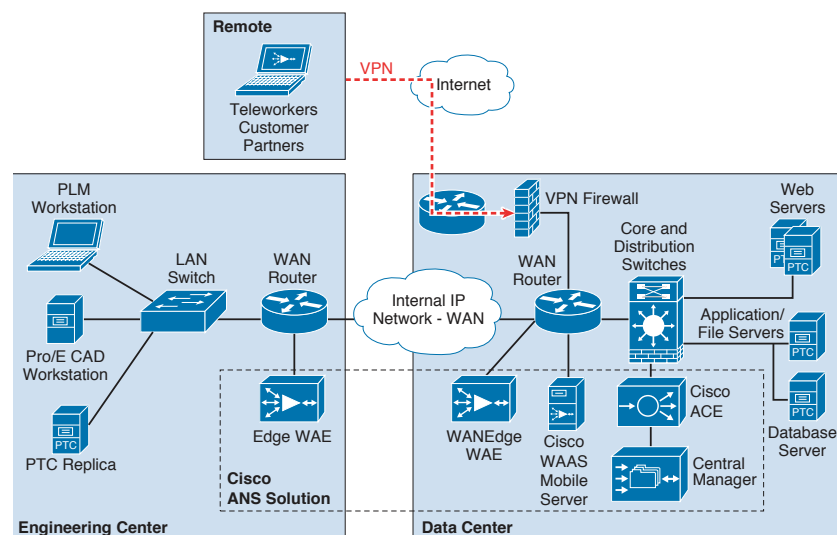 Remote
VPN
Internet
Teleworkers
Customer
Partners
PLM
Workstation
LAN
Switch
WAN
Router
Pro/E CAD
Workstation
PTC
PTC Replica
Edge WAE
Internal IP
Network - WAN
VPN Firewall
WAN
Router
Core and
Distribution
Switches
Web
Servers
PTC
Application/
File Servers
PTC
PTC
Database
Server
WANEdge
WAE
Cisco
WAAS
Mobile
Server
Cisco
ACE
Central
Manager
Cisco
ANS Solution
Engineering Center
Data Center